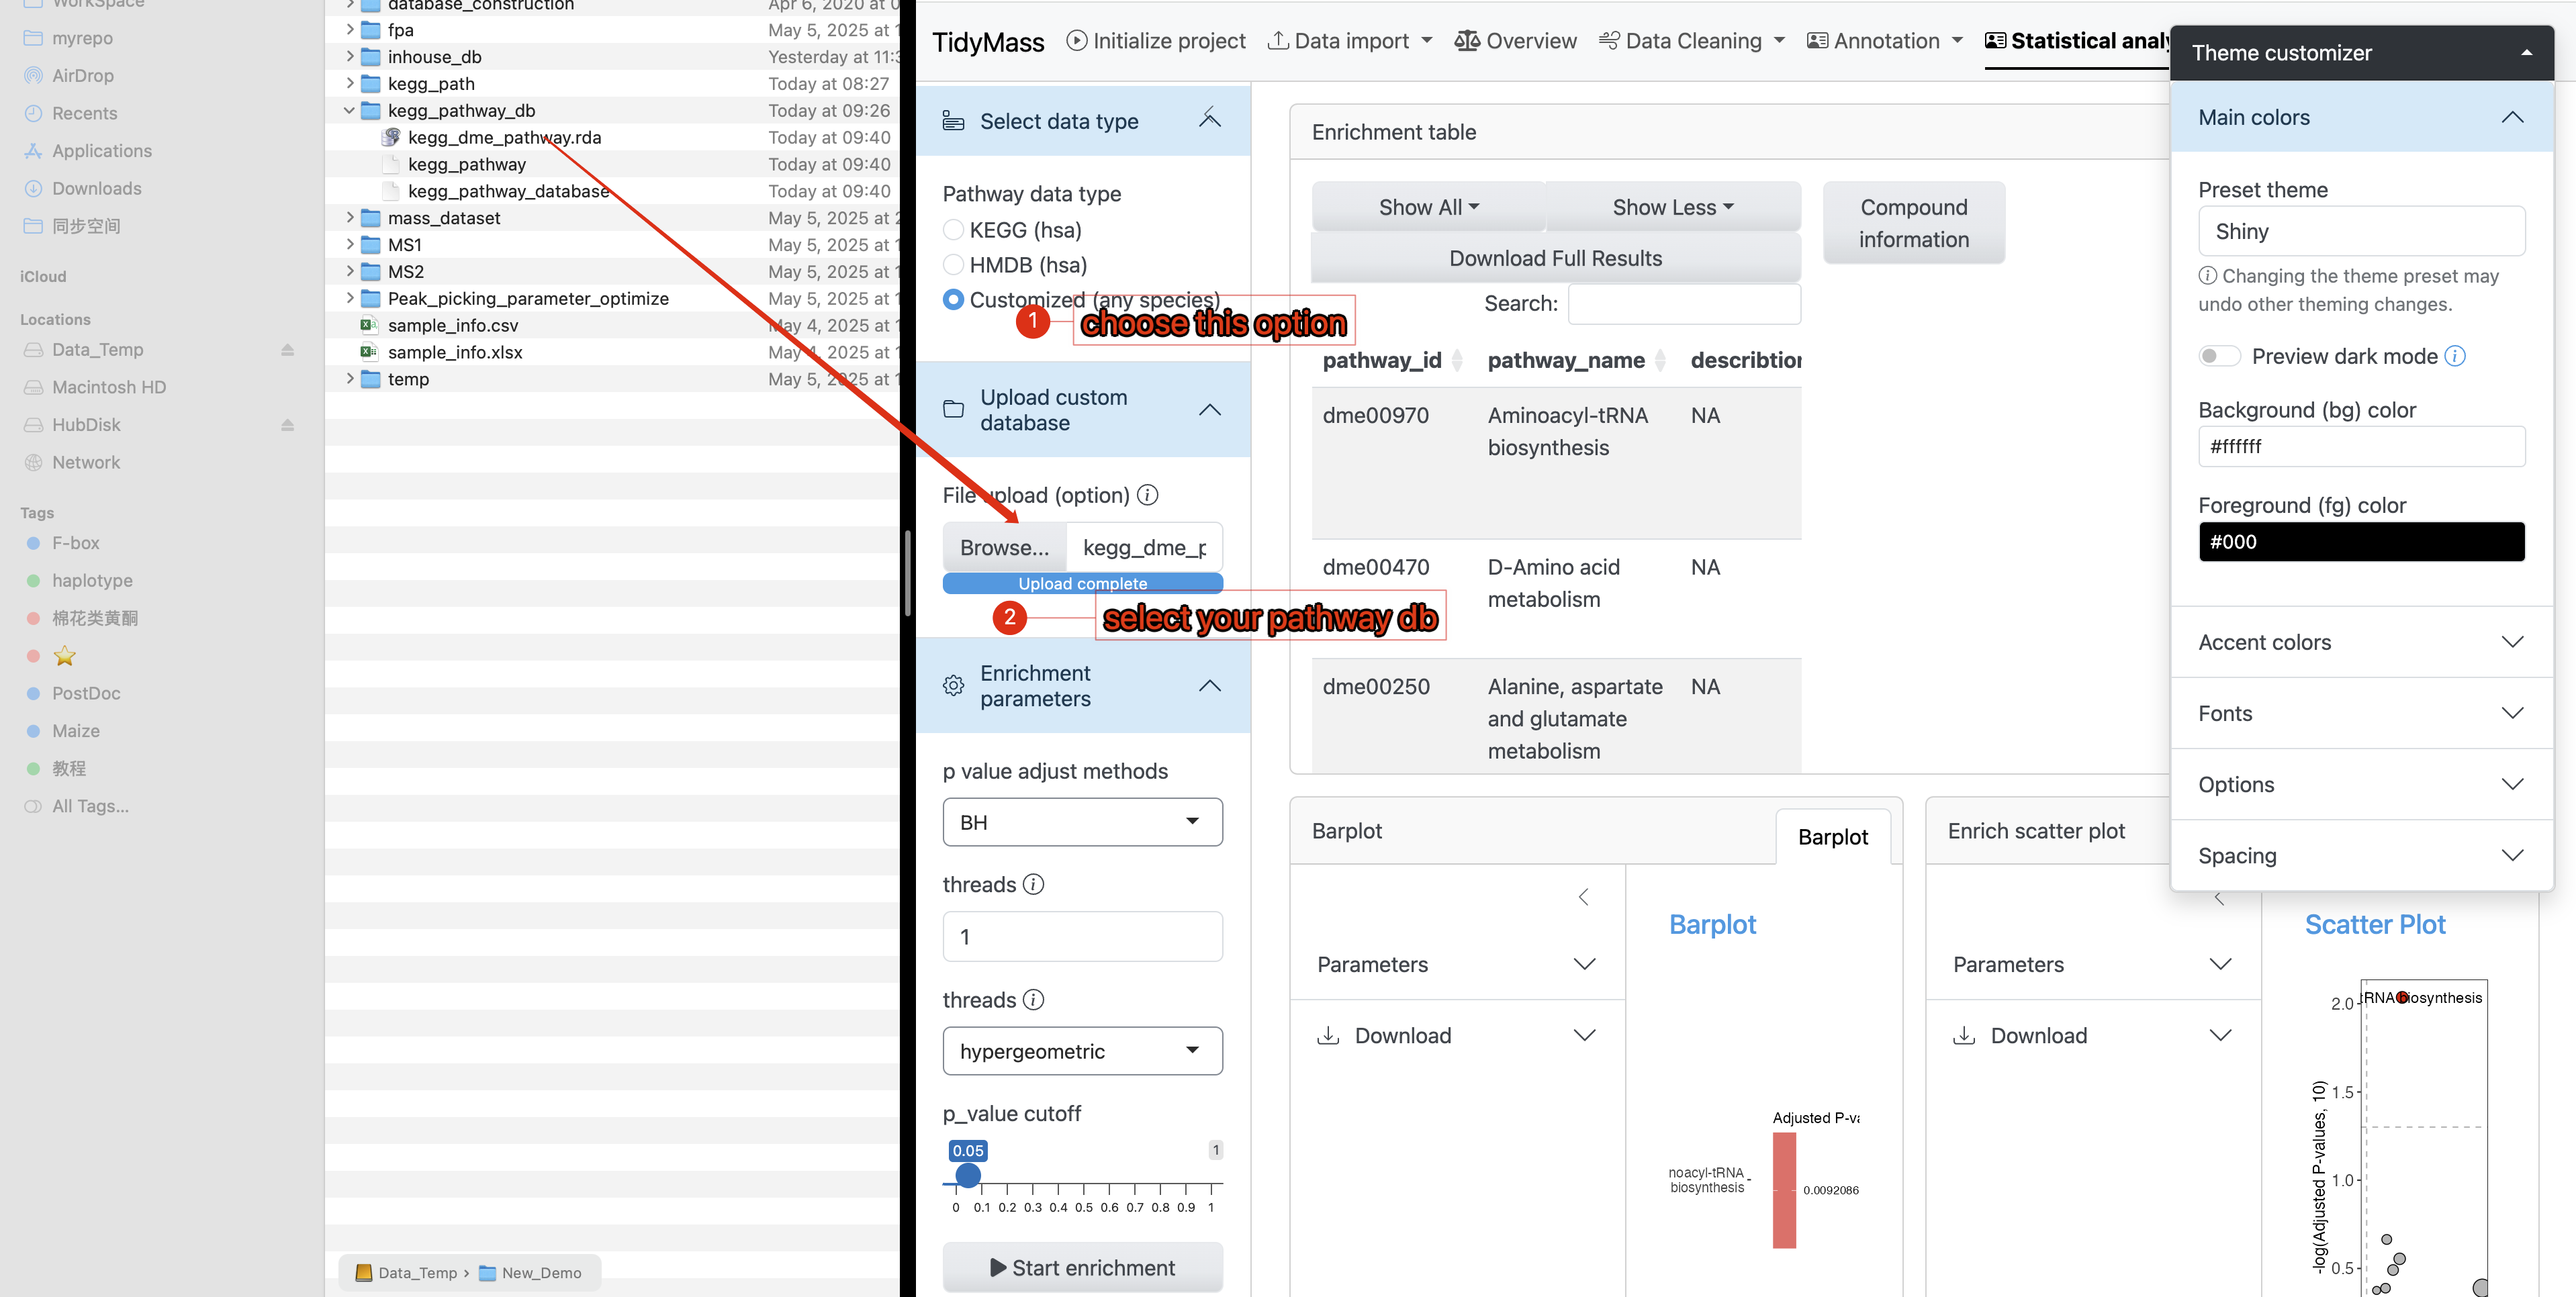 WorkSpace
myrepo
AirDrop
Recents
Applications
Downloads
同步空间
iCloud
Locations
Data_Temp
Macintosh HD
HubDisk
Network
Tags
F-box
haplotype
棉花类黄酮
⭐
PostDoc
Maize
教程
All Tags...
database_construction Apr 6, 2020 at 0
fpa May 5, 2025 at 1
inhouse_db Yesterday at 11:3
kegg_path Today at 08:27
kegg_pathway_db Today at 09:26
kegg_dme_pathway.rda Today at 09:40
kegg_pathway Today at 09:40
kegg_pathway_database Today at 09:40
mass_dataset May 5, 2025 at 2
MS1 May 5, 2025 at 1
MS2 May 5, 2025 at 1
Peak_picking_parameter_optimize May 5, 2025 at 1
sample_info.csv May 4, 2025 at 1
sample_info.xlsx May 4, 2025 at 1
temp May 5, 2025 at 1
Data_Temp › New_Demo
TidyMass Initialize project Data import Overview Data Cleaning Annotation Statistical analy
Select data type
Pathway data type
KEGG (hsa)
HMDB (hsa)
Customized (any species)
1 choose this option
Upload custom
database
File upload (option)
Browse... kegg_dme_p
Upload complete
2 select your pathway db
Enrichment
parameters
p value adjust methods
BH
threads
1
threads
hypergeometric
p_value cutoff
0.05 1
0 0.1 0.2 0.3 0.4 0.5 0.6 0.7 0.8 0.9 1
Start enrichment
Enrichment table
Show All Show Less
Download Full Results
Compound
information
Search:
pathway_id pathway_name describtion
dme00970 Aminoacyl-tRNA biosynthesis NA
dme00470 D-Amino acid metabolism NA
dme00250 Alanine, aspartate and glutamate metabolism NA
Barplot Barplot
Parameters
Download
Barplot
Adjusted P-va
noacyl-tRNA
biosynthesis
0.0092086
Enrich scatter plot
Parameters
Download
Scatter Plot
tRNA biosynthesis
2.0
1.5
1.0
0.5
-log(Adjusted P-values, 10)
Theme customizer
Main colors
Preset theme
Shiny
Changing the theme preset may
undo other theming changes.
Preview dark mode
Background (bg) color
#ffffff
Foreground (fg) color
#000
Accent colors
Fonts
Options
Spacing